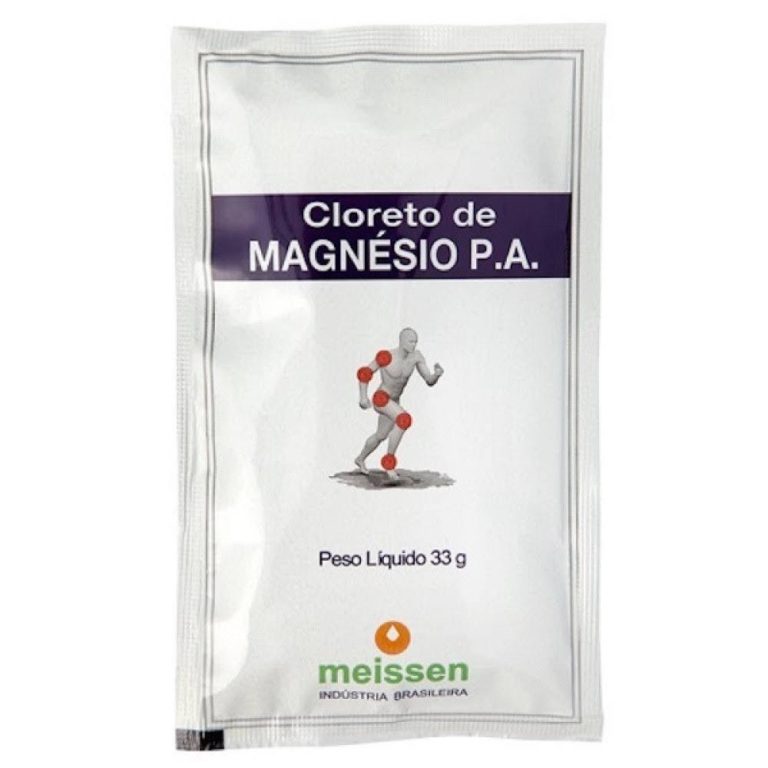 Cloreto de
MAGNÉSIO P.A.
Peso Líquido 33 g
meissen
INDÚSTRIA BRASILEIRA